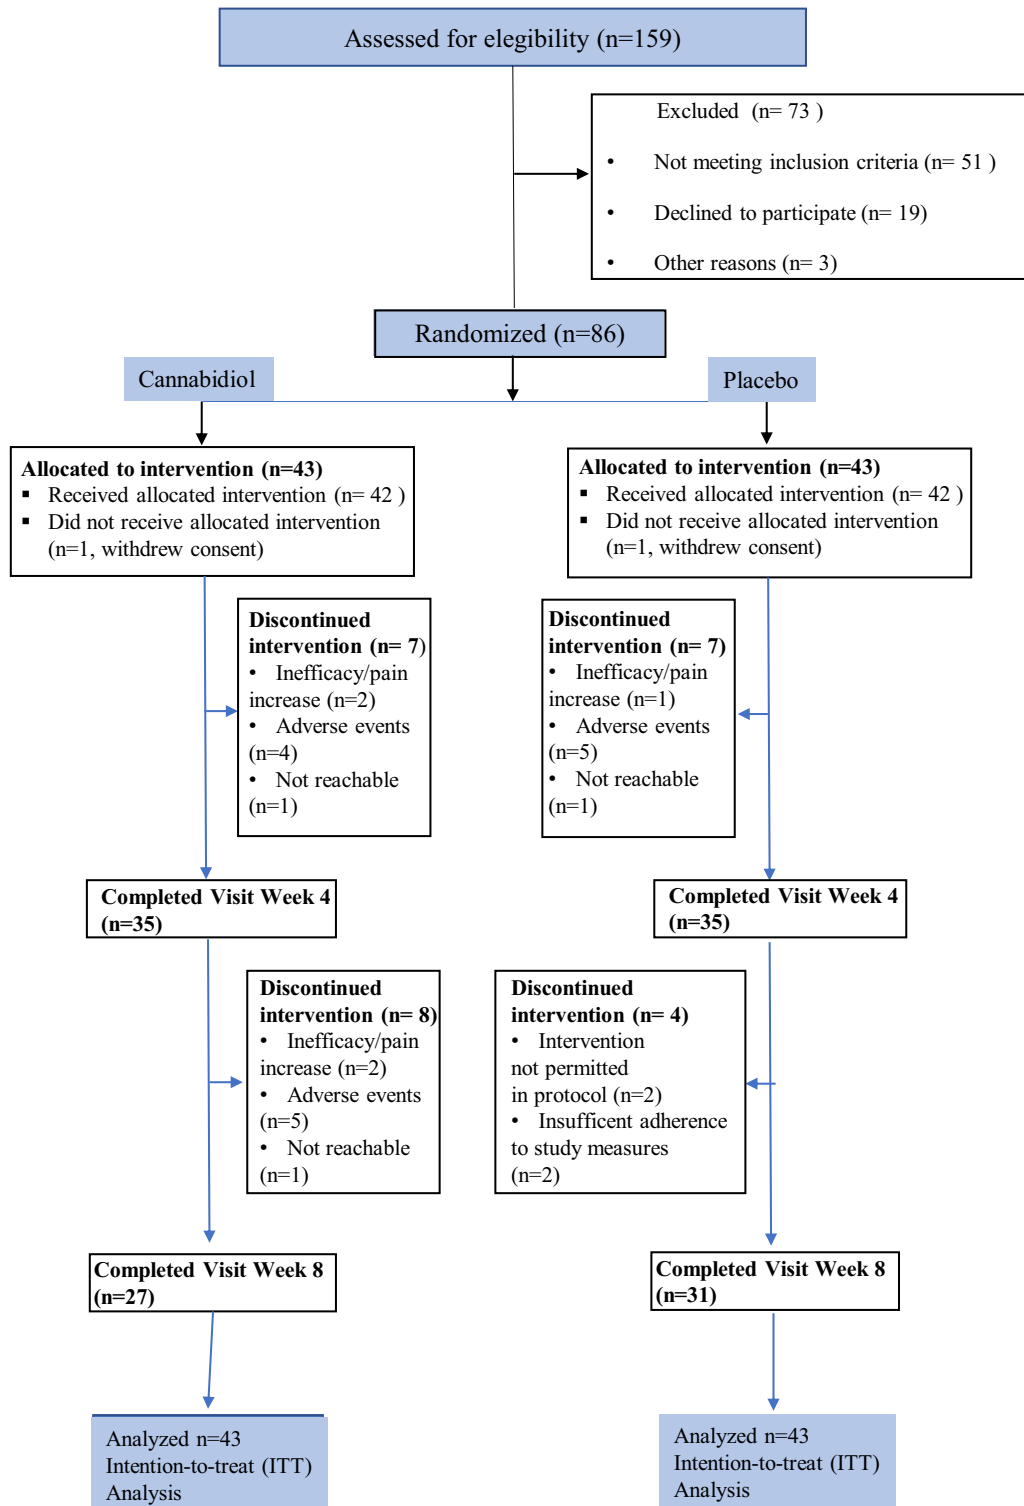 Assessed for elegibility (n=159)
Excluded (n= 73 )
• Not meeting inclusion criteria (n= 51 )
• Declined to participate (n= 19)
• Other reasons (n= 3)
Randomized (n=86)
Cannabidiol
Placebo
Allocated to intervention (n=43)
▪ Received allocated intervention (n= 42 )
▪ Did not receive allocated intervention
(n=1, withdrew consent)
Allocated to intervention (n=43)
▪ Received allocated intervention (n= 42 )
▪ Did not receive allocated intervention
(n=1, withdrew consent)
Discontinued
intervention (n= 7)
• Inefficacy/pain
increase (n=2)
• Adverse events
(n=4)
• Not reachable
(n=1)
Discontinued
intervention (n= 7)
• Inefficacy/pain
increase (n=1)
• Adverse events
(n=5)
• Not reachable
(n=1)
Completed Visit Week 4
(n=35)
Completed Visit Week 4
(n=35)
Discontinued
intervention (n= 8)
• Inefficacy/pain
increase (n=2)
• Adverse events
(n=5)
• Not reachable
(n=1)
Discontinued
intervention (n= 4)
• Intervention
not permitted
in protocol (n=2)
• Insufficent adherence
to study measures
(n=2)
Completed Visit Week 8
(n=27)
Completed Visit Week 8
(n=31)
Analyzed n=43
Intention-to-treat (ITT)
Analysis
Analyzed n=43
Intention-to-treat (ITT)
Analysis